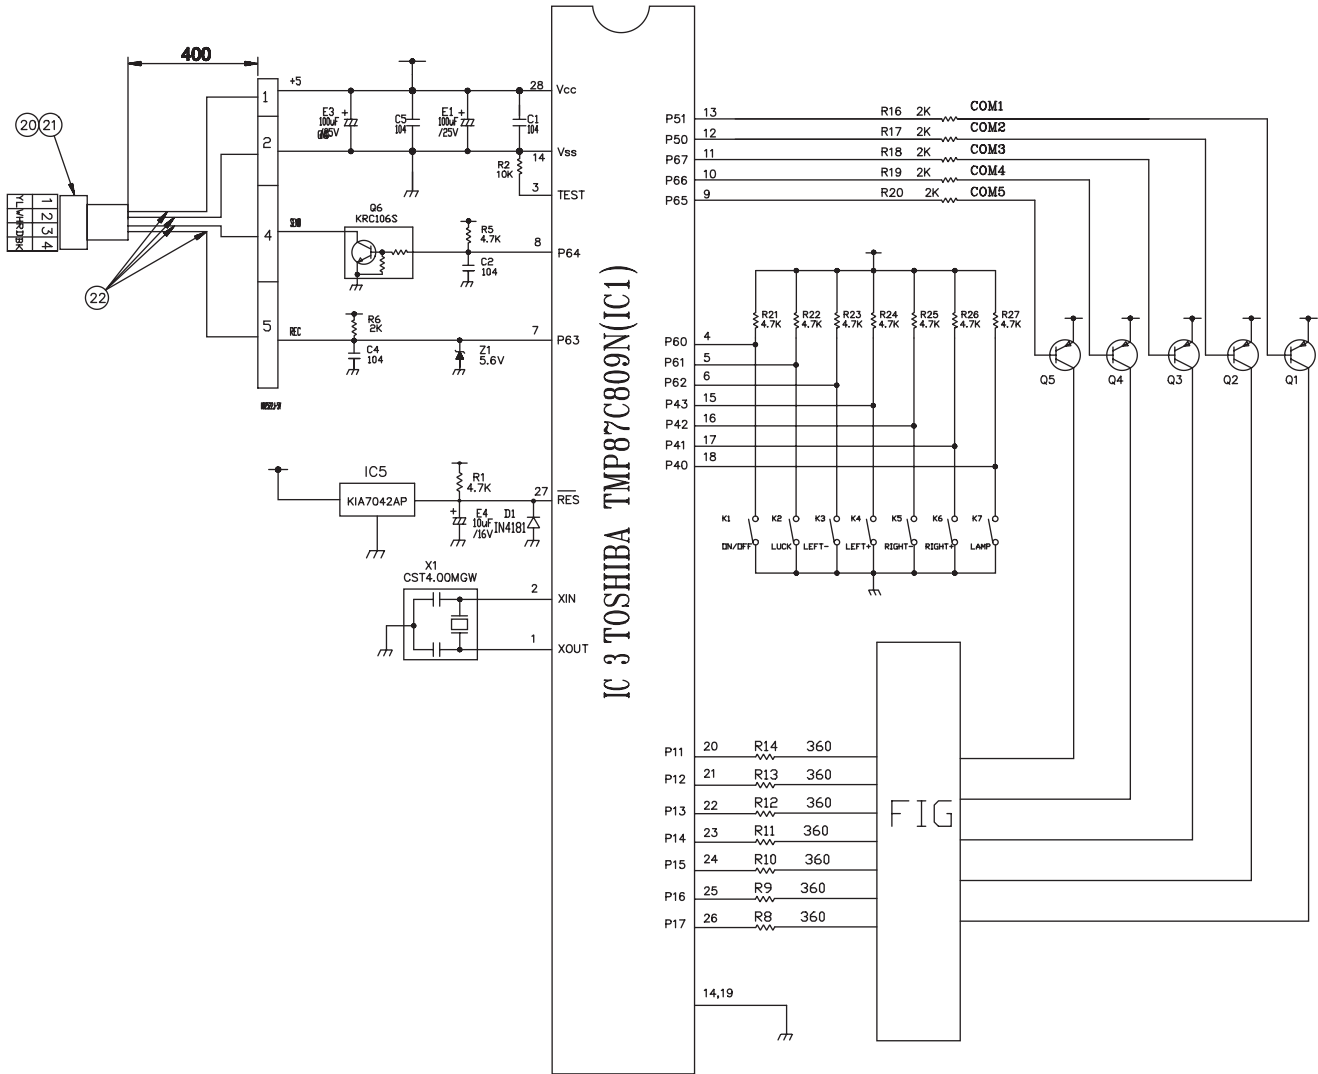 400
+5
1
2
4
5
20 21
1 2 3 4
22
E3
100uF
/25V
C5
104
E1
100uF
/25V
C1
104
28 Vcc
14 Vss
R2
10K
3 TEST
Q6
KRC106S
R5
4.7K
C2
104
8 P64
REC
R6
2K
C4
104
Z1
5.6V
7 P63
IC5
KIA7042AP
R1
4.7K
E4
10uF
/16V
D1
IN4181
27 RES
X1
CST4.00MGW
2 XIN
1 XOUT
IC 3 TOSHIBA TMP87C809N(IC1)
P51 13 R16 2K COM1
P50 12 R17 2K COM2
P67 11 R18 2K COM3
P66 10 R19 2K COM4
P65 9 R20 2K COM5
R21 4.7K
R22 4.7K
R23 4.7K
R24 4.7K
R25 4.7K
R26 4.7K
R27 4.7K
P60 4
P61 5
P62 6
P43 15
P42 16
P41 17
P40 18
Q5 Q4 Q3 Q2 Q1
K1 K2 K3 K4 K5 K6 K7
ON/OFF LUCK LEFT- LEFT+ RIGHT- RIGHT+ LAMP
P11 20 R14 360
P12 21 R13 360
P13 22 R12 360
P14 23 R11 360
P15 24 R10 360
P16 25 R9 360
P17 26 R8 360
FIG
14,19